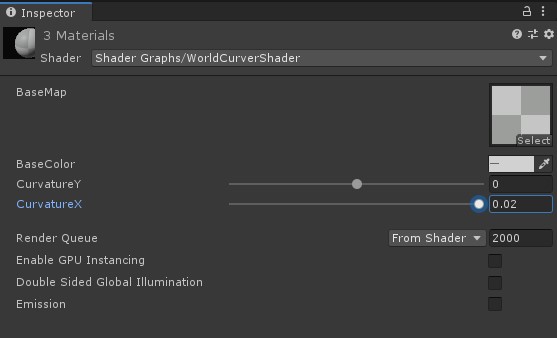 Inspector
3 Materials
Shader Shader Graphs/WorldCurverShader
BaseMap
Select
BaseColor
CurvatureY 0
CurvatureX 0.02
Render Queue From Shader 2000
Enable GPU Instancing
Double Sided Global Illumination
Emission